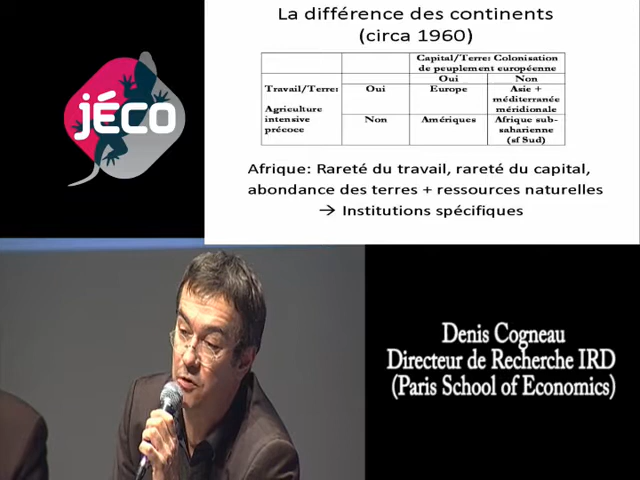 La différence des continents
(circa 1960)
Capital/Terre: Colonisation
de peuplement européenne
Oui Non
Travail/Terre: Oui Europe Asie +
méditerranée
méridionale
Agriculture
intensive
précoce
Non Amériques Afrique sub-
saharienne
(sf Sud)
Afrique: Rareté du travail, rareté du capital,
abondance des terres + ressources naturelles
→ Institutions spécifiques
jéco
Denis Cogneau
Directeur de Recherche IRD
(Paris School of Economics)